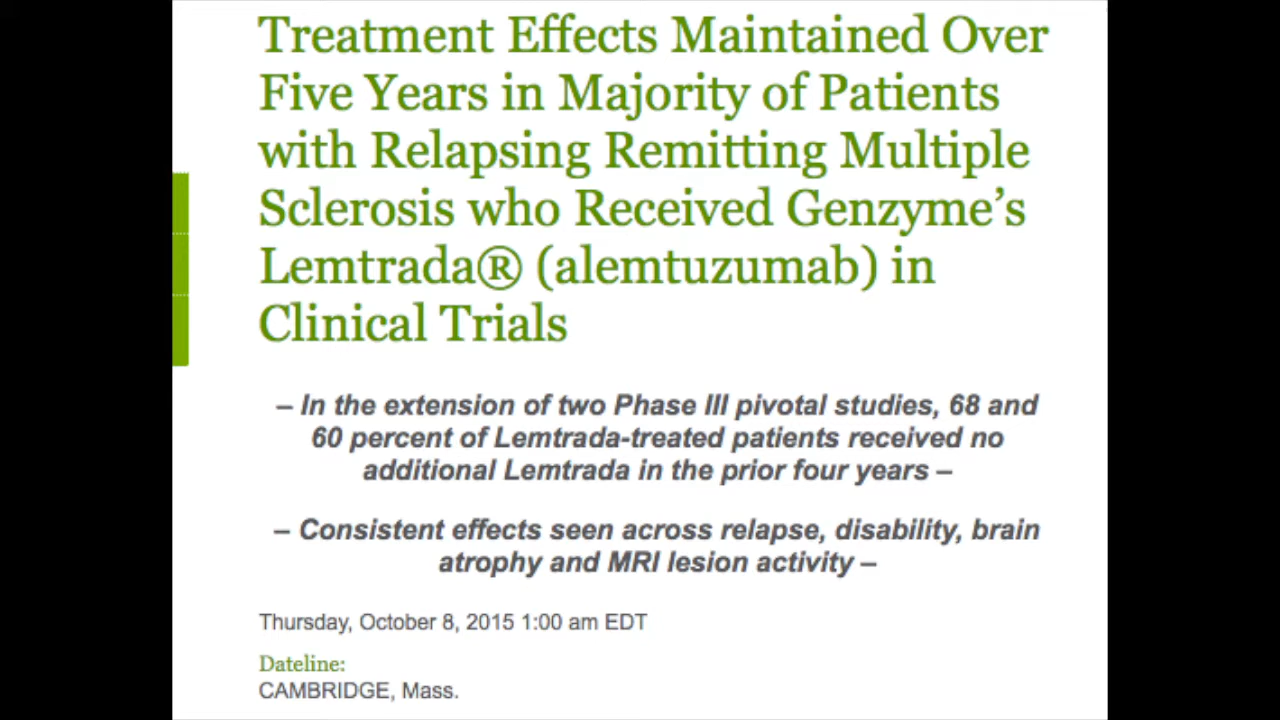 Treatment Effects Maintained Over
Five Years in Majority of Patients
with Relapsing Remitting Multiple
Sclerosis who Received Genzyme’s
Lemtrada® (alemtuzumab) in
Clinical Trials
– In the extension of two Phase III pivotal studies, 68 and
60 percent of Lemtrada-treated patients received no
additional Lemtrada in the prior four years –
– Consistent effects seen across relapse, disability, brain
atrophy and MRI lesion activity –
Thursday, October 8, 2015 1:00 am EDT
Dateline:
CAMBRIDGE, Mass.